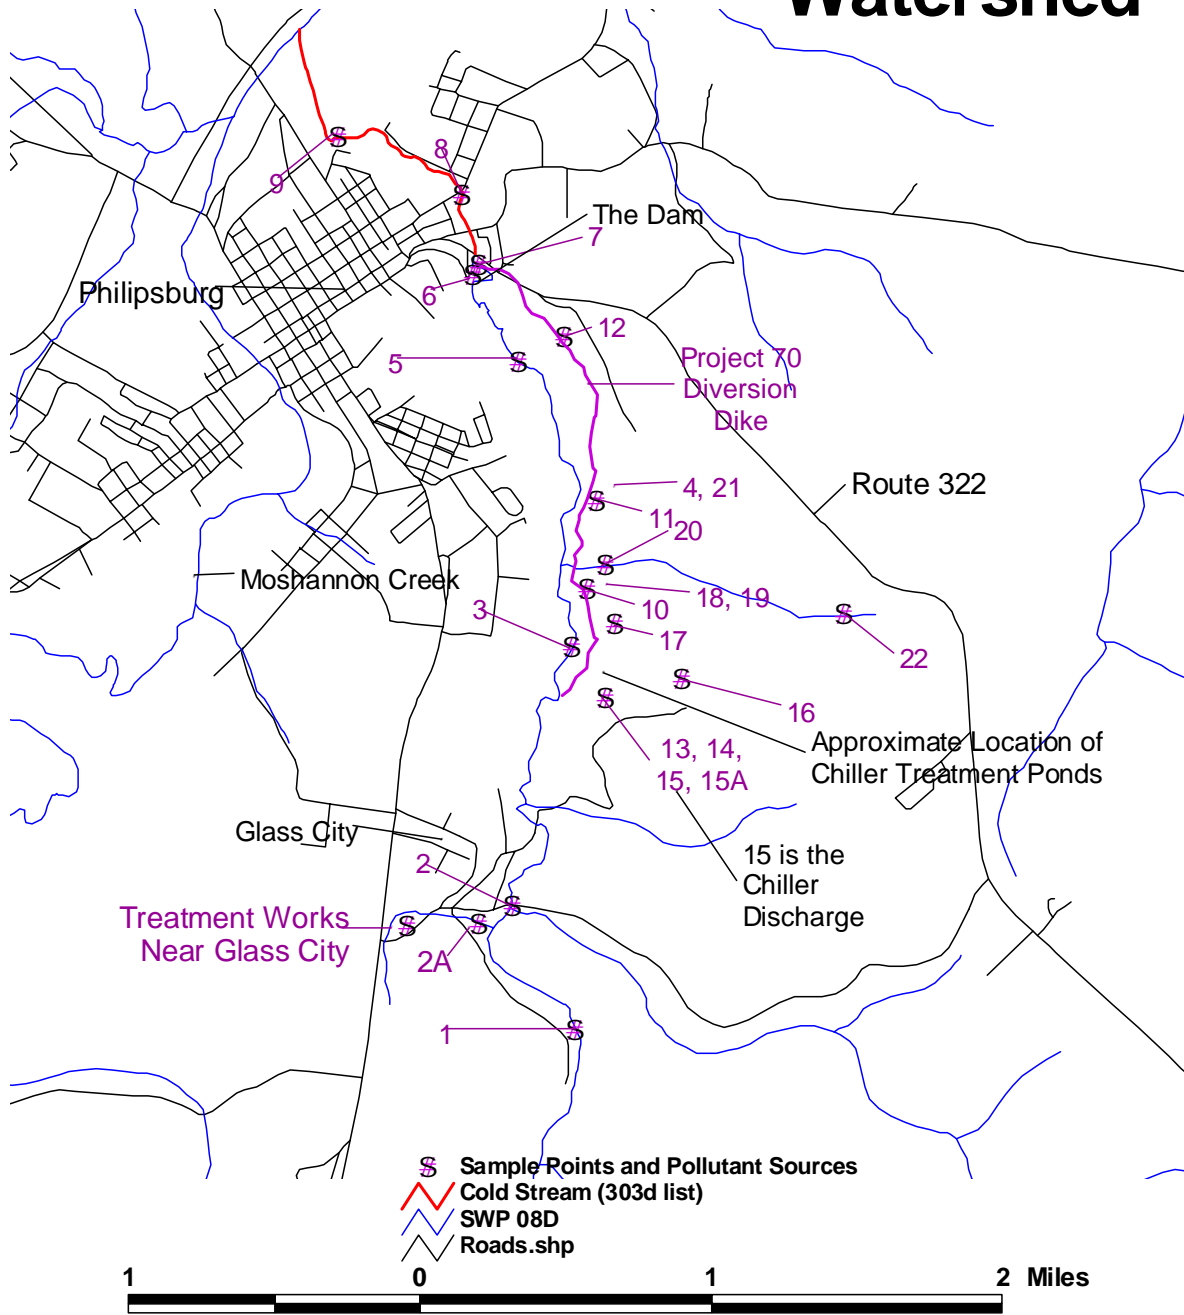 Watershed
8
9
The Dam
7
Philipsburg
6
12
5
Project 70
Diversion
Dike
4, 21
Route 322
11
20
Moshannon Creek
18, 19
3
10
17
22
16
Approximate Location of
Chiller Treatment Ponds
13, 14,
15, 15A
Glass City
15 is the
Chiller
Discharge
2
Treatment Works
Near Glass City
2A
1
Sample Points and Pollutant Sources
Cold Stream (303d list)
SWP 08D
Roads.shp
1 0 1 2 Miles